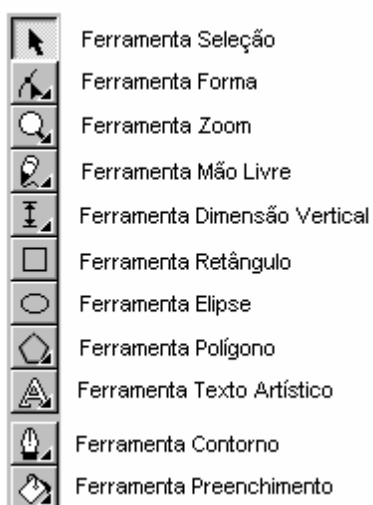 Ferramenta Seleção
Ferramenta Forma
Ferramenta Zoom
Ferramenta Mão Livre
Ferramenta Dimensão Vertical
Ferramenta Retângulo
Ferramenta Elipse
Ferramenta Polígono
Ferramenta Texto Artístico
Ferramenta Contorno
Ferramenta Preenchimento